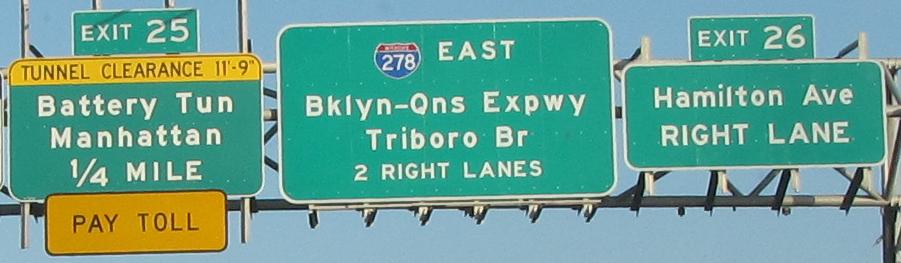 EXIT 25
TUNNEL CLEARANCE 11'-9"
Battery Tun
Manhattan
1/4 MILE
PAY TOLL
INTERSTATE
278
EAST
Bklyn-Qns Expwy
Triboro Br
2 RIGHT LANES
EXIT 26
Hamilton Ave
RIGHT LANE